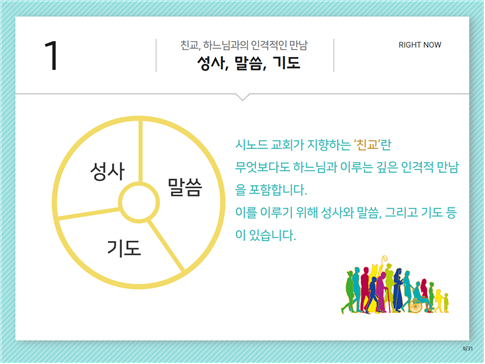 1
친교, 하느님과의 인격적인 만남
성사, 말씀, 기도
RIGHT NOW
성사
말씀
기도
시노드 교회가 지향하는 '친교'란
무엇보다도 하느님과 이루는 깊은 인격적 만남
을 포함합니다.
이를 이루기 위해 성사와 말씀, 그리고 기도 등
이 있습니다.